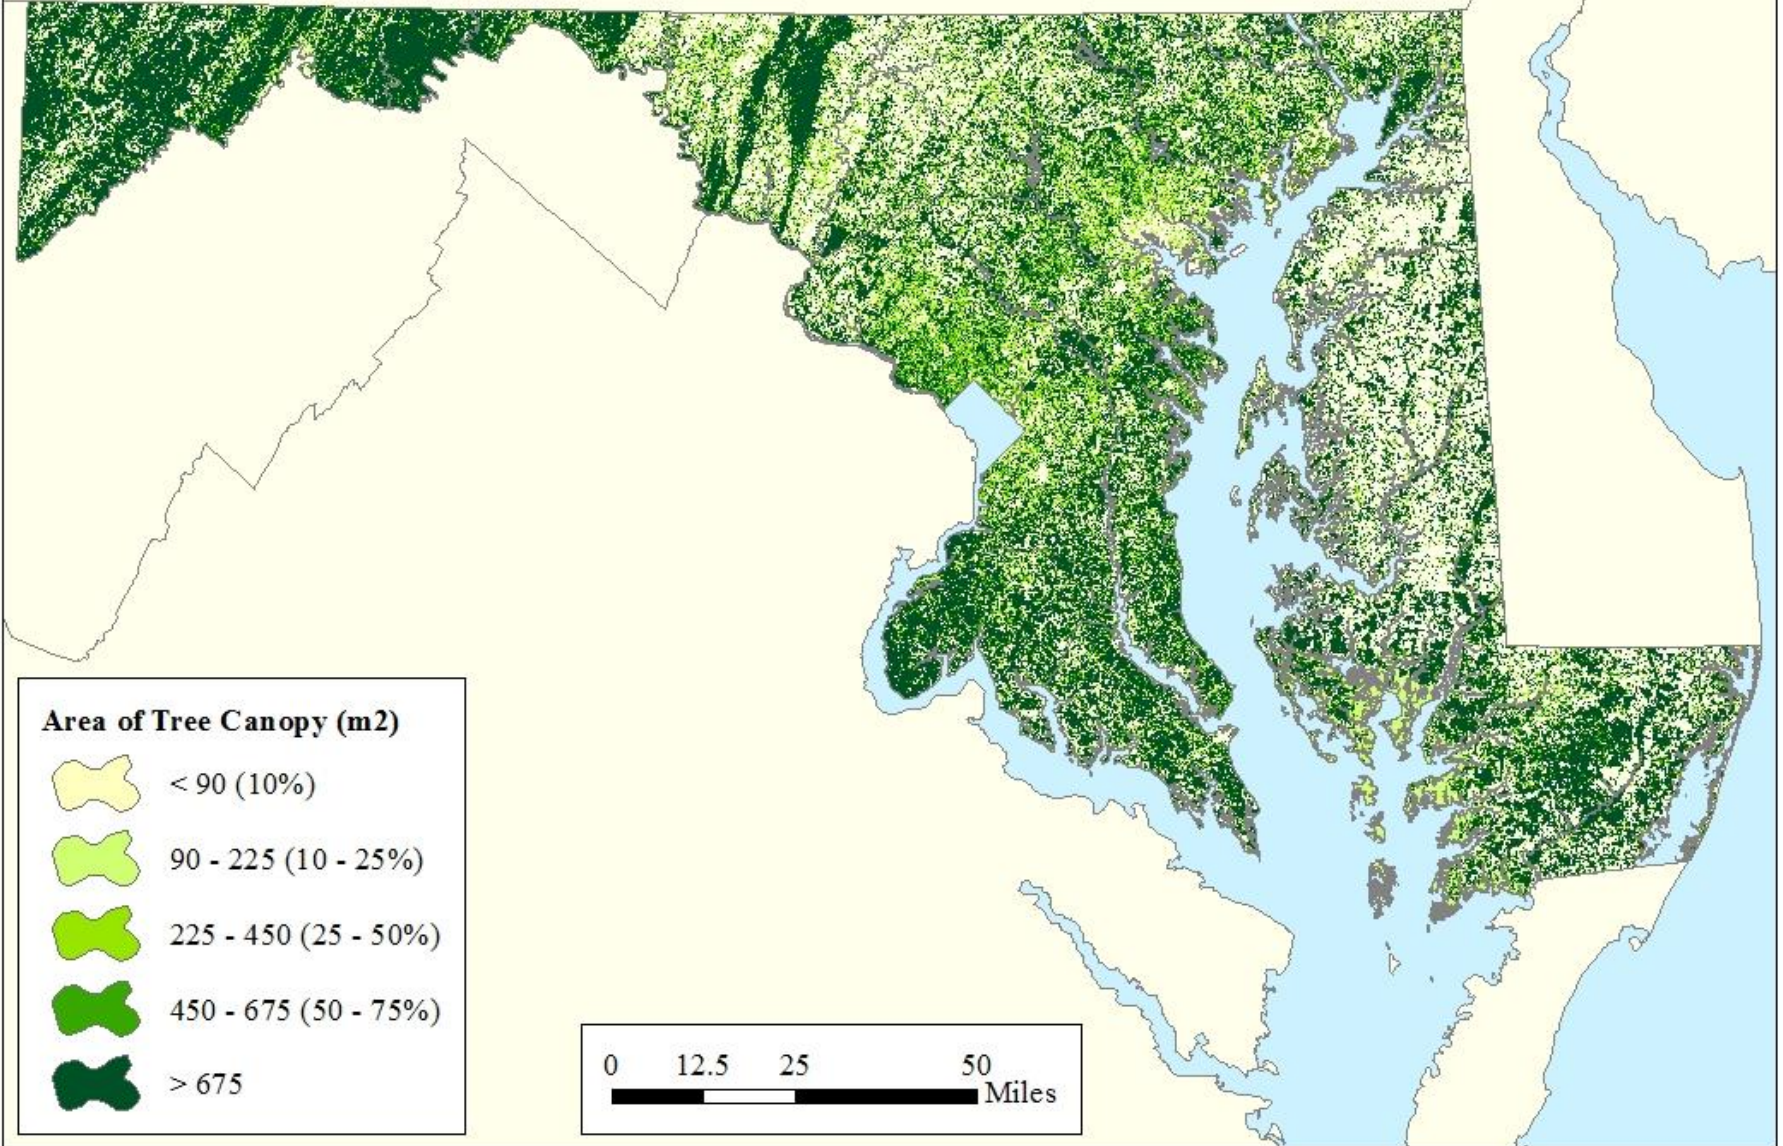 Area of Tree Canopy (m2)
< 90 (10%)
90 - 225 (10 - 25%)
225 - 450 (25 - 50%)
450 - 675 (50 - 75%)
> 675
0 12.5 25 50
Miles